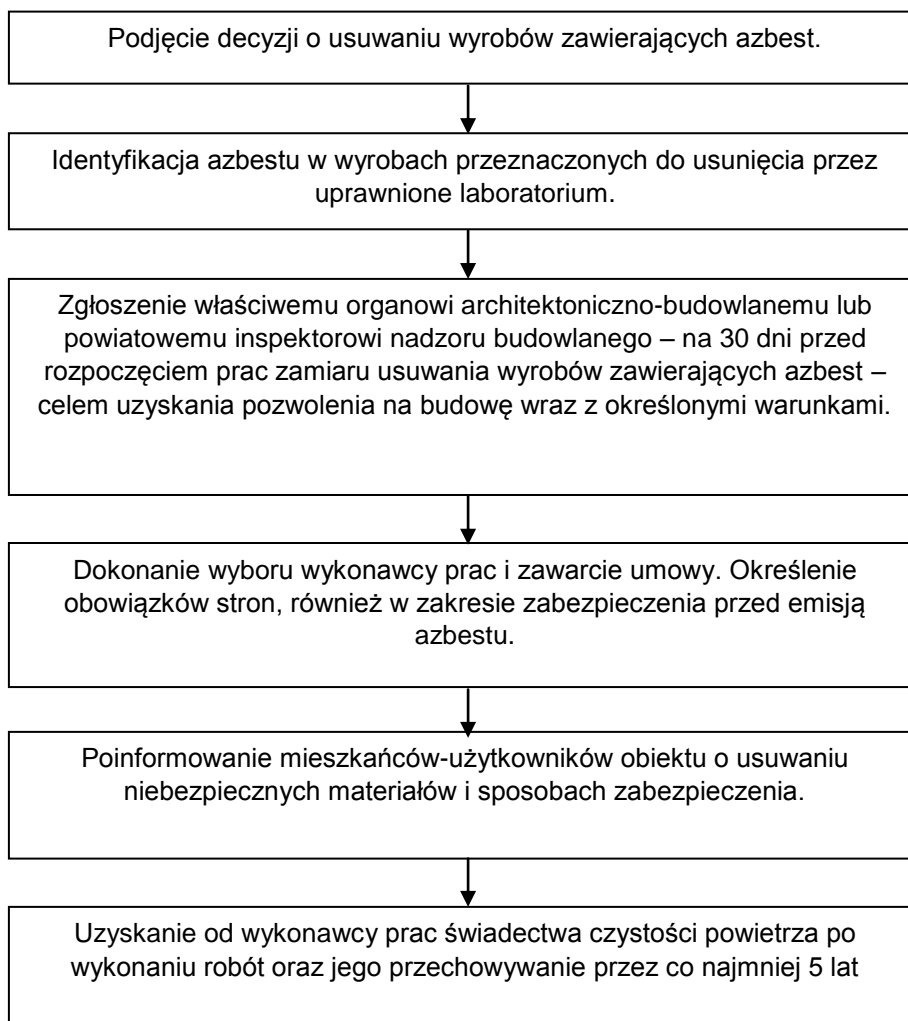 Podjęcie decyzji o usuwaniu wyrobów zawierających azbest.
Identyfikacja azbestu w wyrobach przeznaczonych do usunięcia przez
uprawnione laboratorium.
Zgłoszenie właściwemu organowi architektoniczno-budowlanemu lub
powiatowemu inspektorowi nadzoru budowlanego – na 30 dni przed
rozpoczęciem prac zamiaru usuwania wyrobów zawierających azbest –
celem uzyskania pozwolenia na budowę wraz z określonymi warunkami.
Dokonanie wyboru wykonawcy prac i zawarcie umowy. Określenie
obowiązków stron, również w zakresie zabezpieczenia przed emisją
azbestu.
Poinformowanie mieszkańców-użytkowników obiektu o usuwaniu
niebezpiecznych materiałów i sposobach zabezpieczenia.
Uzyskanie od wykonawcy prac świadectwa czystości powietrza po
wykonaniu robót oraz jego przechowywanie przez co najmniej 5 lat